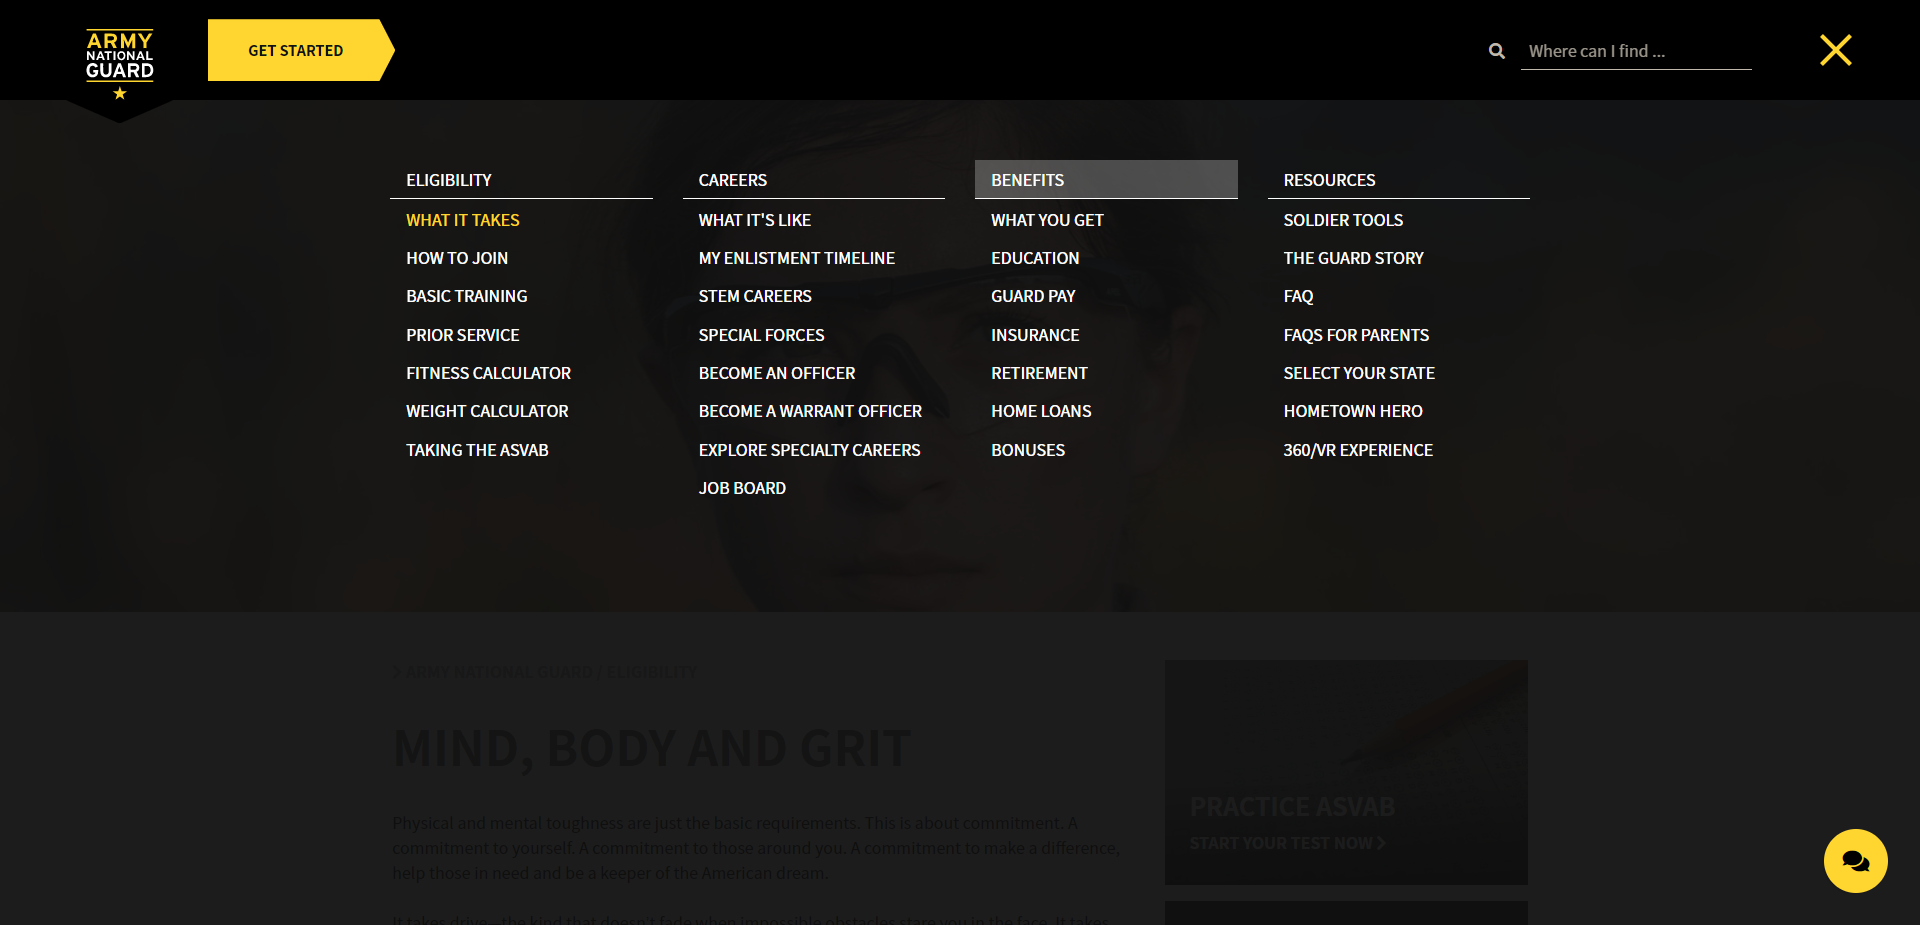 ARMY
NATIONAL
GUARD
GET STARTED
Where can I find ...
ELIGIBILITY
WHAT IT TAKES
HOW TO JOIN
BASIC TRAINING
PRIOR SERVICE
FITNESS CALCULATOR
WEIGHT CALCULATOR
TAKING THE ASVAB
CAREERS
WHAT IT'S LIKE
MY ENLISTMENT TIMELINE
STEM CAREERS
SPECIAL FORCES
BECOME AN OFFICER
BECOME A WARRANT OFFICER
EXPLORE SPECIALTY CAREERS
JOB BOARD
BENEFITS
WHAT YOU GET
EDUCATION
GUARD PAY
INSURANCE
RETIREMENT
HOME LOANS
BONUSES
RESOURCES
SOLDIER TOOLS
THE GUARD STORY
FAQ
FAQS FOR PARENTS
SELECT YOUR STATE
HOMETOWN HERO
360/VR EXPERIENCE
> ARMY NATIONAL GUARD / ELIGIBILITY
MIND, BODY AND GRIT
Physical and mental toughness are just the basic requirements. This is about commitment. A
commitment to yourself. A commitment to those around you. A commitment to make a difference,
help those in need and be a keeper of the American dream.
It takes drive—the kind that doesn't fade when impossible obstacles stare you in the face. It takes
PRACTICE ASVAB
START YOUR TEST NOW >